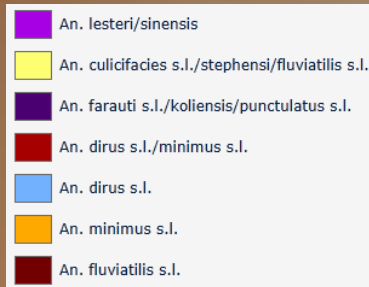 An. lesteri/sinensis
An. culicifacies s.l./stephensi/fluviatilis s.l.
An. farauti s.l./koliensis/punctulatus s.l.
An. dirus s.l./minimus s.l.
An. dirus s.l.
An. minimus s.l.
An. fluviatilis s.l.